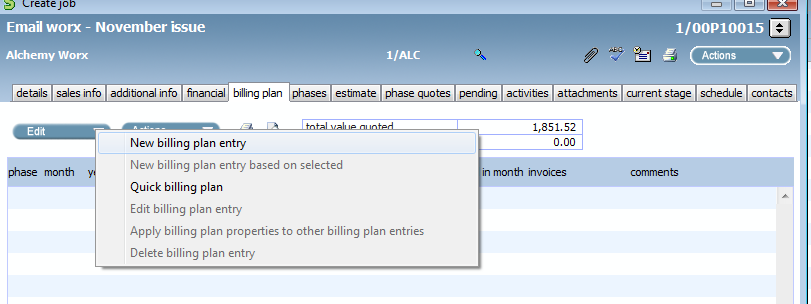 Create job
Email worx - November issue 1/00P10015
Alchemy Worx 1/ALC ABC Actions
details sales info additional info financial billing plan phases estimate phase quotes pending activities attachments current stage schedule contacts
Edit Actions total value quoted 1,851.52
0.00
New billing plan entry
New billing plan entry based on selected
phase month in month invoices comments
Quick billing plan
Edit billing plan entry
Apply billing plan properties to other billing plan entries
Delete billing plan entry